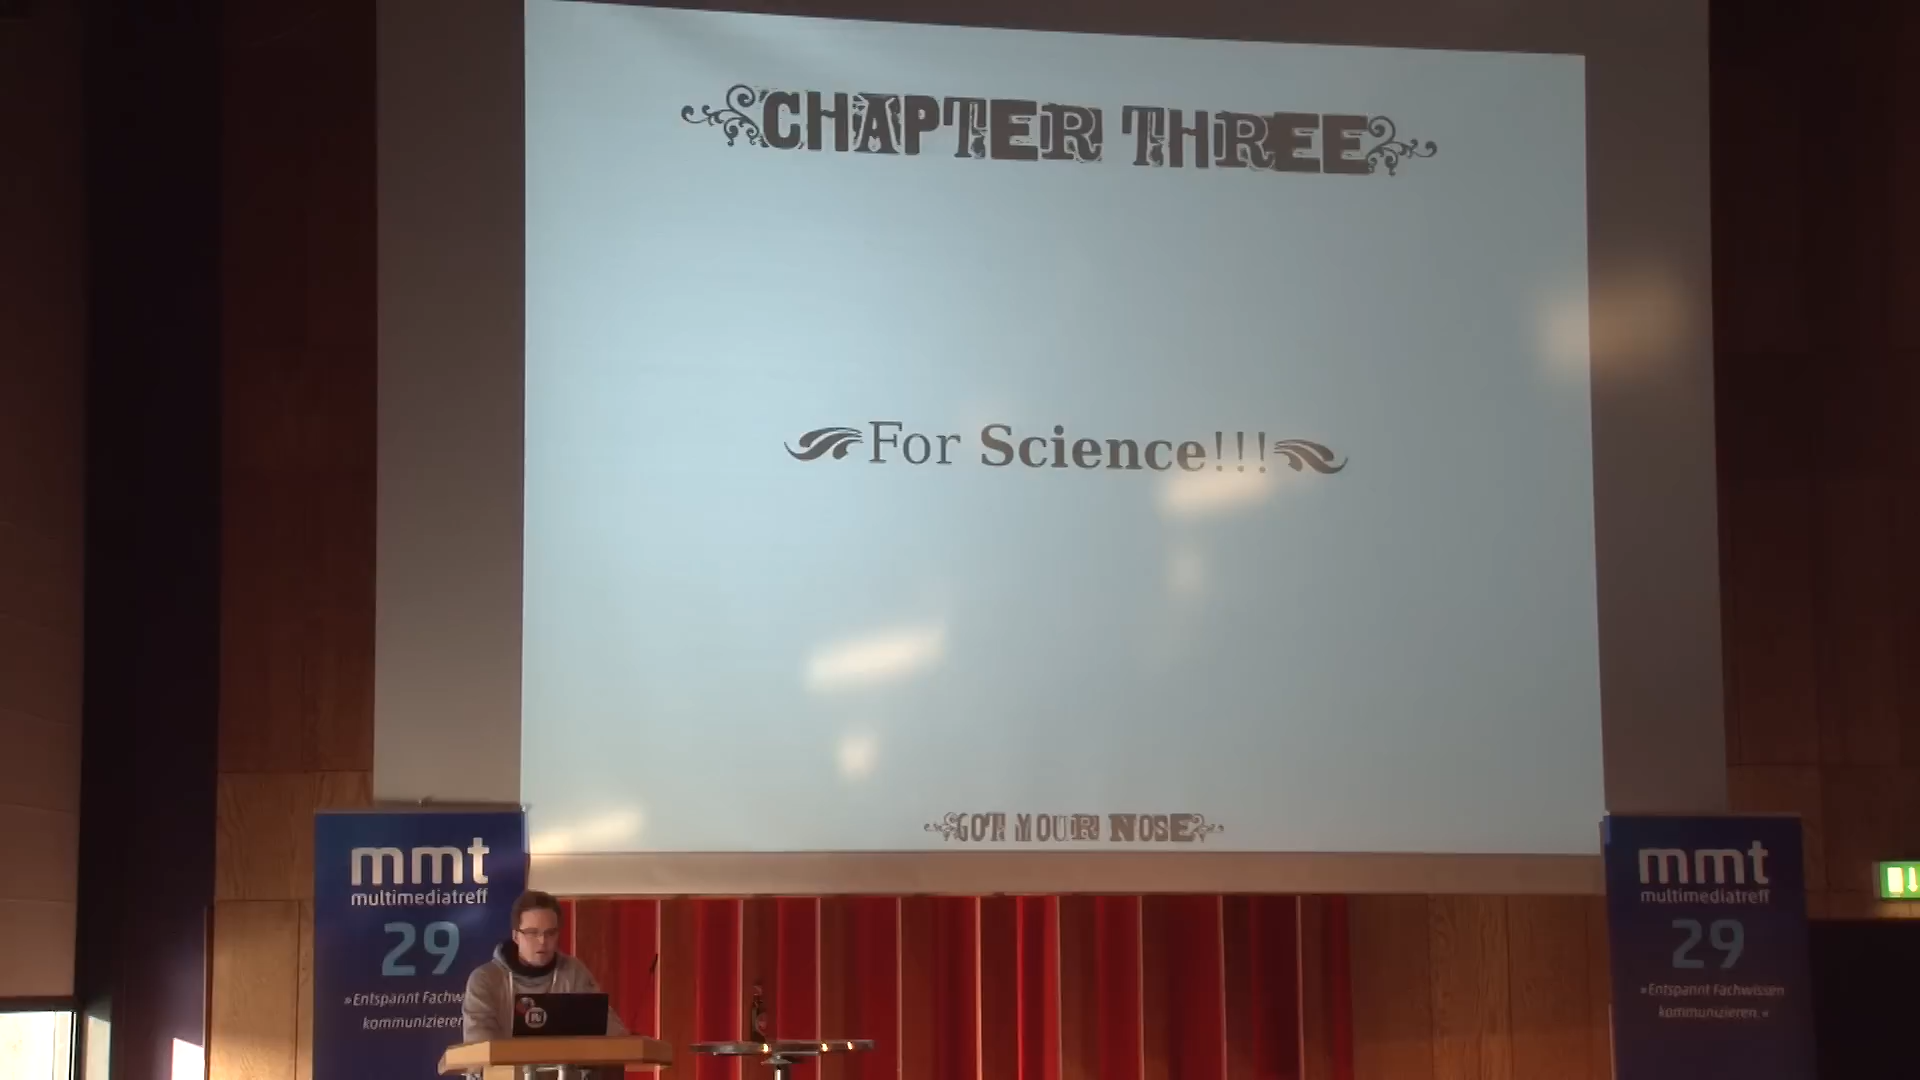 CHAPTER THREE
For Science!!!
GOT YOUR NOSE
mmt
multimediatreff
29
»Entspannt Fachw
kommunizieren
mmt
multimediatreff
29
»Entspannt Fachwissen
kommunizieren.«